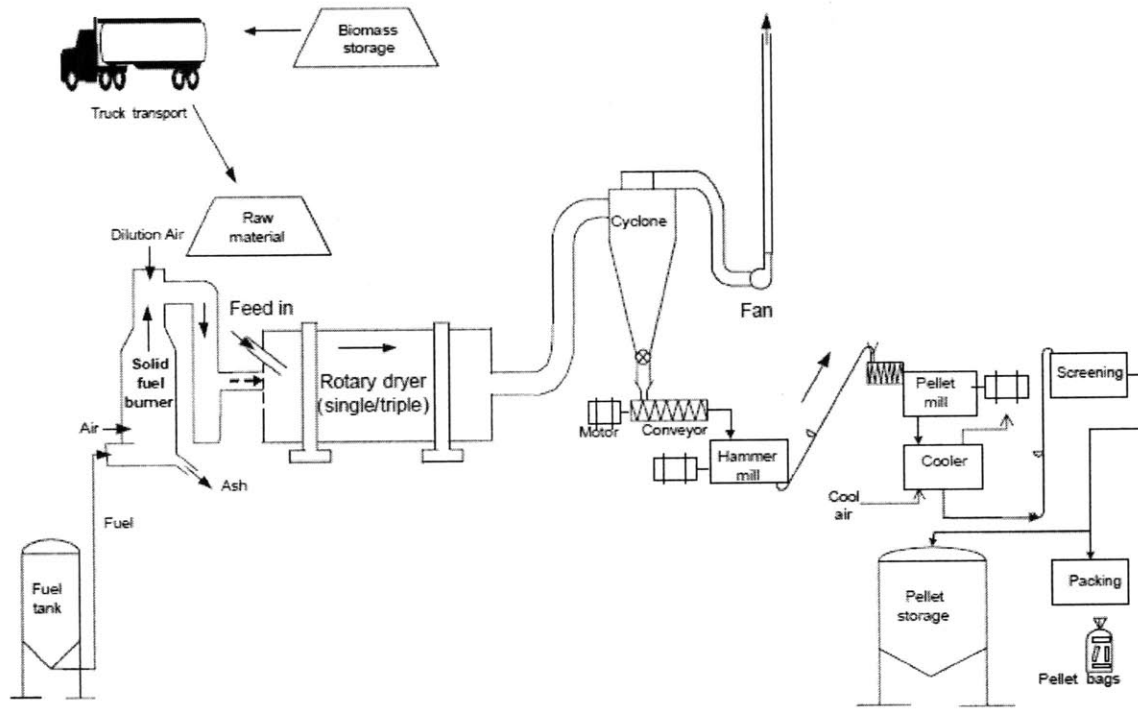 Biomass
storage
Truck transport
Raw
material
Dilution Air
Feed in
Solid
fuel
burner
Air
Ash
Fuel
Fuel
tank
Rotary dryer
(single/triple)
Cyclone
Fan
Motor
Conveyor
Hammer
mill
Pellet
mill
Screening
Cooler
Cool
air
Pellet
storage
Packing
Pellet bags